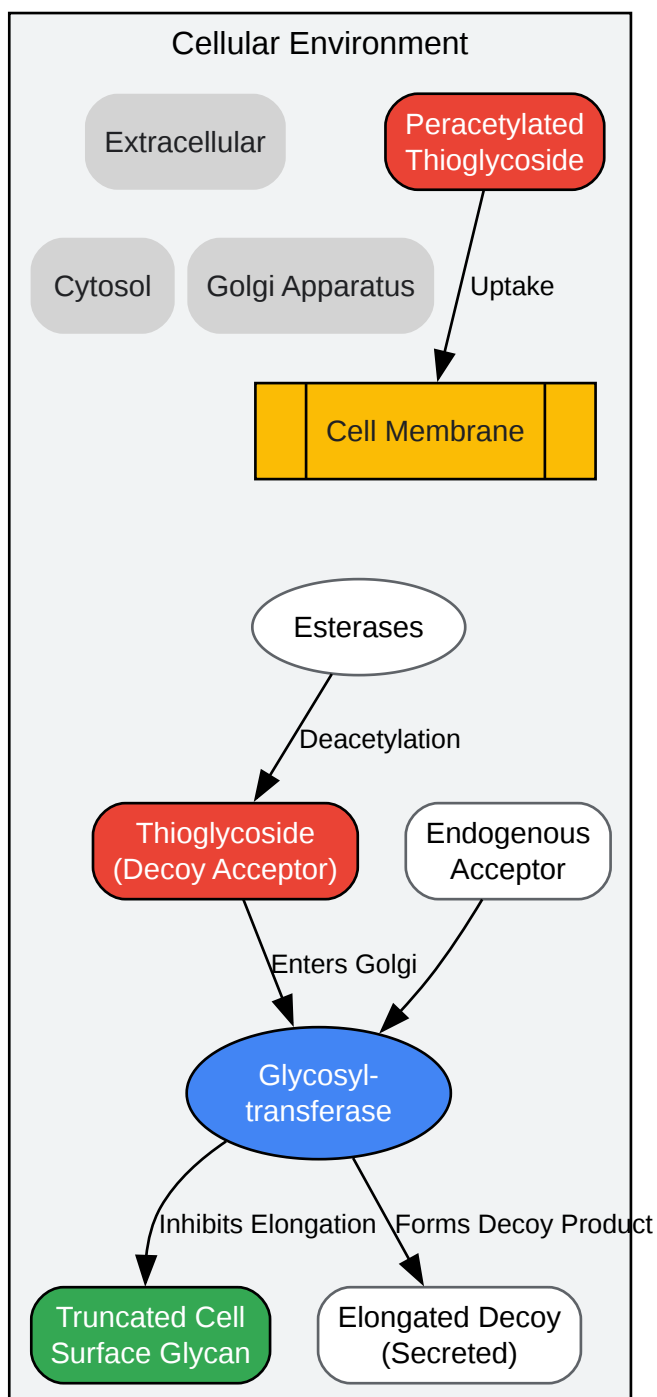 Cellular Environment
Extracellular
Peracetylated
Thioglycoside
Cytosol
Golgi Apparatus
Uptake
Cell Membrane
Esterases
Deacetylation
Thioglycoside
(Decoy Acceptor)
Endogenous
Acceptor
Enters Golgi
Glycosyl-
transferase
Inhibits Elongation
Forms Decoy Product
Truncated Cell
Surface Glycan
Elongated Decoy
(Secreted)